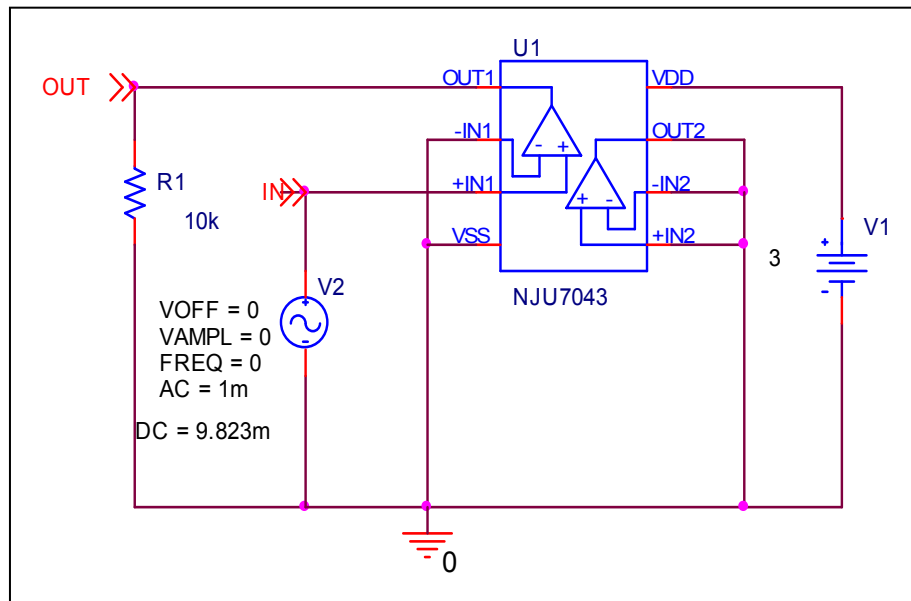 U1
OUT
OUT1
VDD
-IN1
OUT2
-
+
R1
IN
+IN1
-IN2
+
-
10k
VSS
+IN2
V1
+
3
-
NJU7043
V2
+
-
VOFF = 0
VAMPL = 0
FREQ = 0
AC = 1m
DC = 9.823m
0